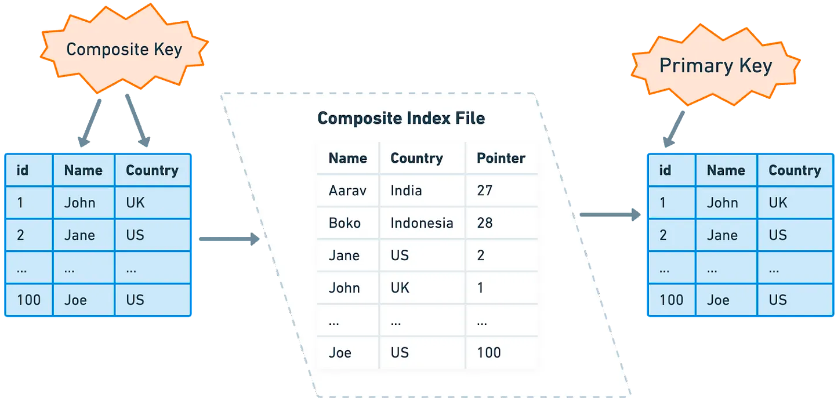 Composite Key
Primary Key
Composite Index File
id Name Country
1 John UK
2 Jane US
... ... ...
100 Joe US
Name Country Pointer
Aarav India 27
Boko Indonesia 28
Jane US 2
John UK 1
... ... ...
Joe US 100
id Name Country
1 John UK
2 Jane US
... ... ...
100 Joe US